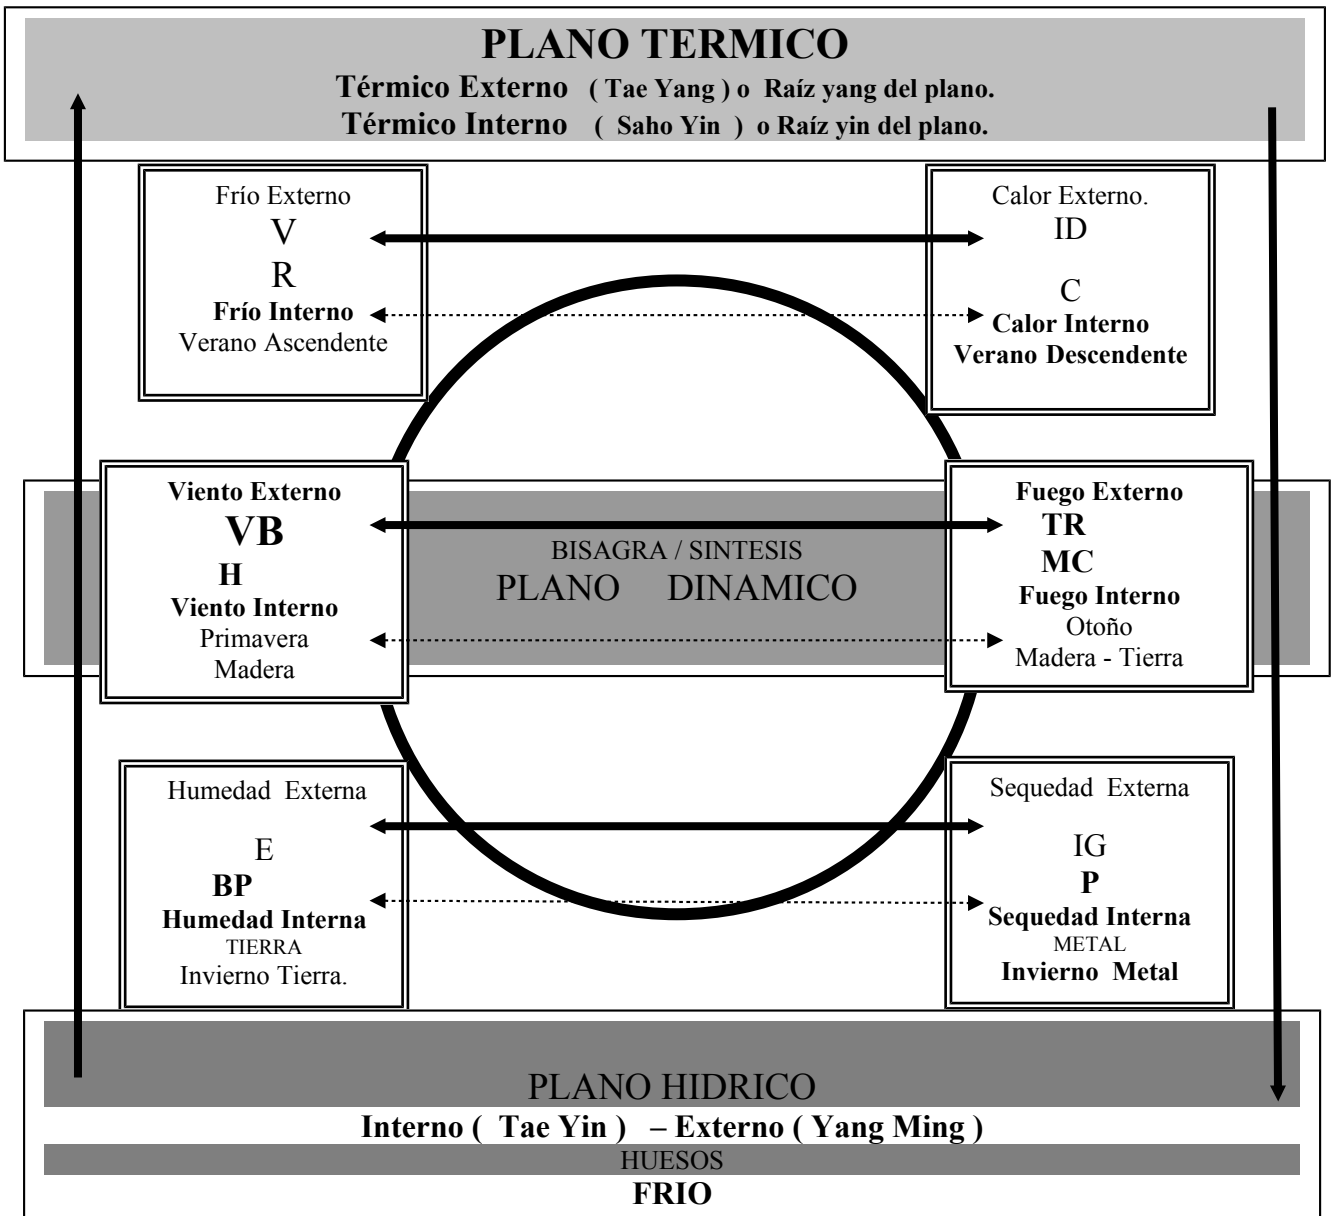 PLANO TERMICO
Térmico Externo ( Tae Yang ) o Raíz yang del plano.
Térmico Interno ( Saho Yin ) o Raíz yin del plano.
Frío Externo
V
R
Frío Interno
Verano Ascendente
Calor Externo.
ID
C
Calor Interno
Verano Descendente
Viento Externo
VB
H
Viento Interno
Primavera
Madera
BISAGRA / SINTESIS
PLANO DINAMICO
Fuego Externo
TR
MC
Fuego Interno
Otoño
Madera - Tierra
Humedad Externa
E
BP
Humedad Interna
TIERRA
Invierno Tierra.
Sequedad Externa
IG
P
Sequedad Interna
METAL
Invierno Metal
PLANO HIDRICO
Interno ( Tae Yin ) – Externo ( Yang Ming )
HUESOS
FRIO